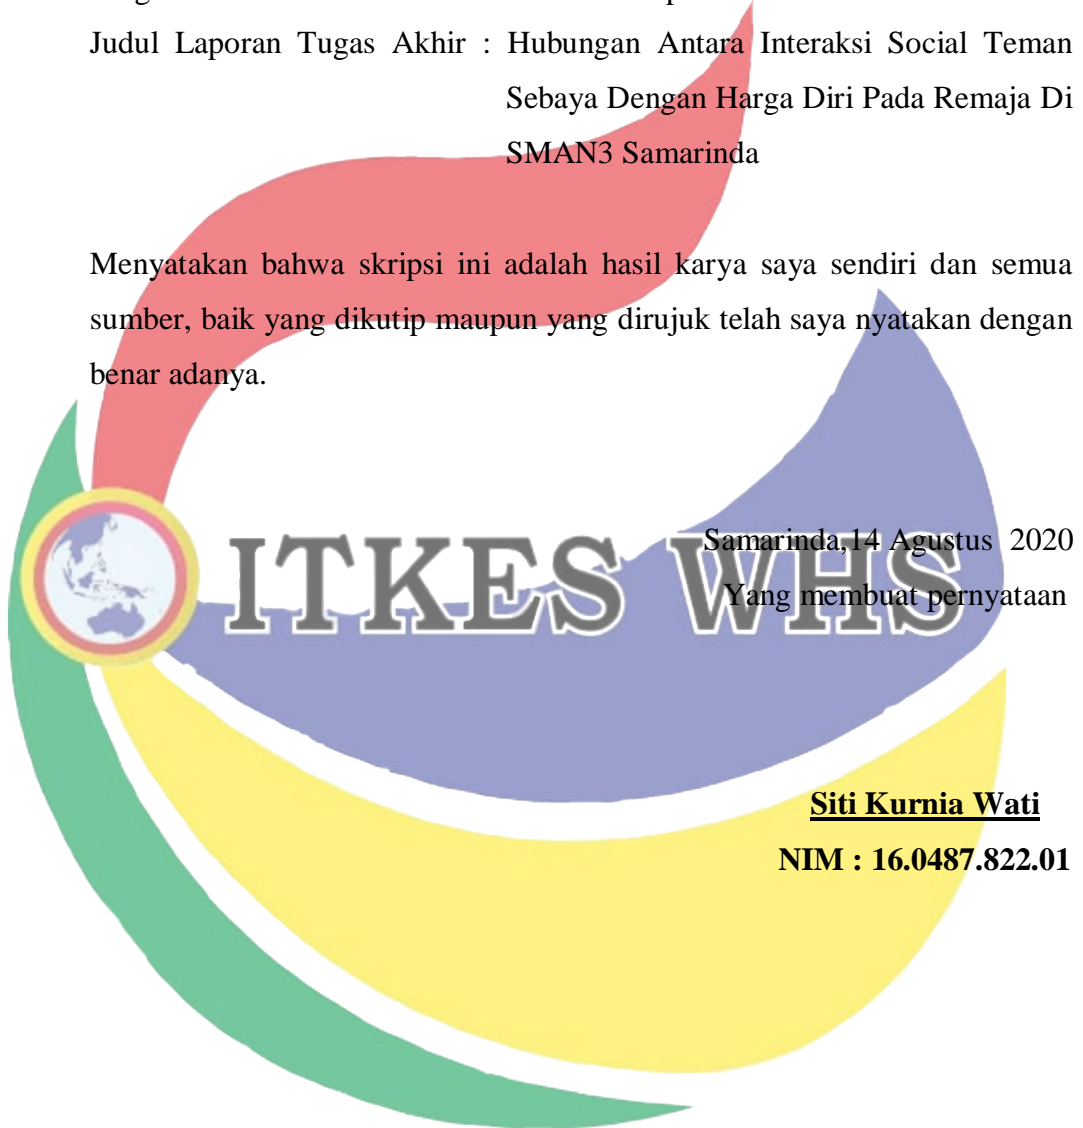 Judul Laporan Tugas Akhir : Hubungan Antara Interaksi Social Teman
Sebaya Dengan Harga Diri Pada Remaja Di
SMAN3 Samarinda
Menyatakan bahwa skripsi ini adalah hasil karya saya sendiri dan semua
sumber, baik yang dikutip maupun yang dirujuk telah saya nyatakan dengan
benar adanya.
ITKES WHS
Samarinda,14 Agustus 2020
Yang membuat pernyataan
Siti Kurnia Wati
NIM : 16.0487.822.01